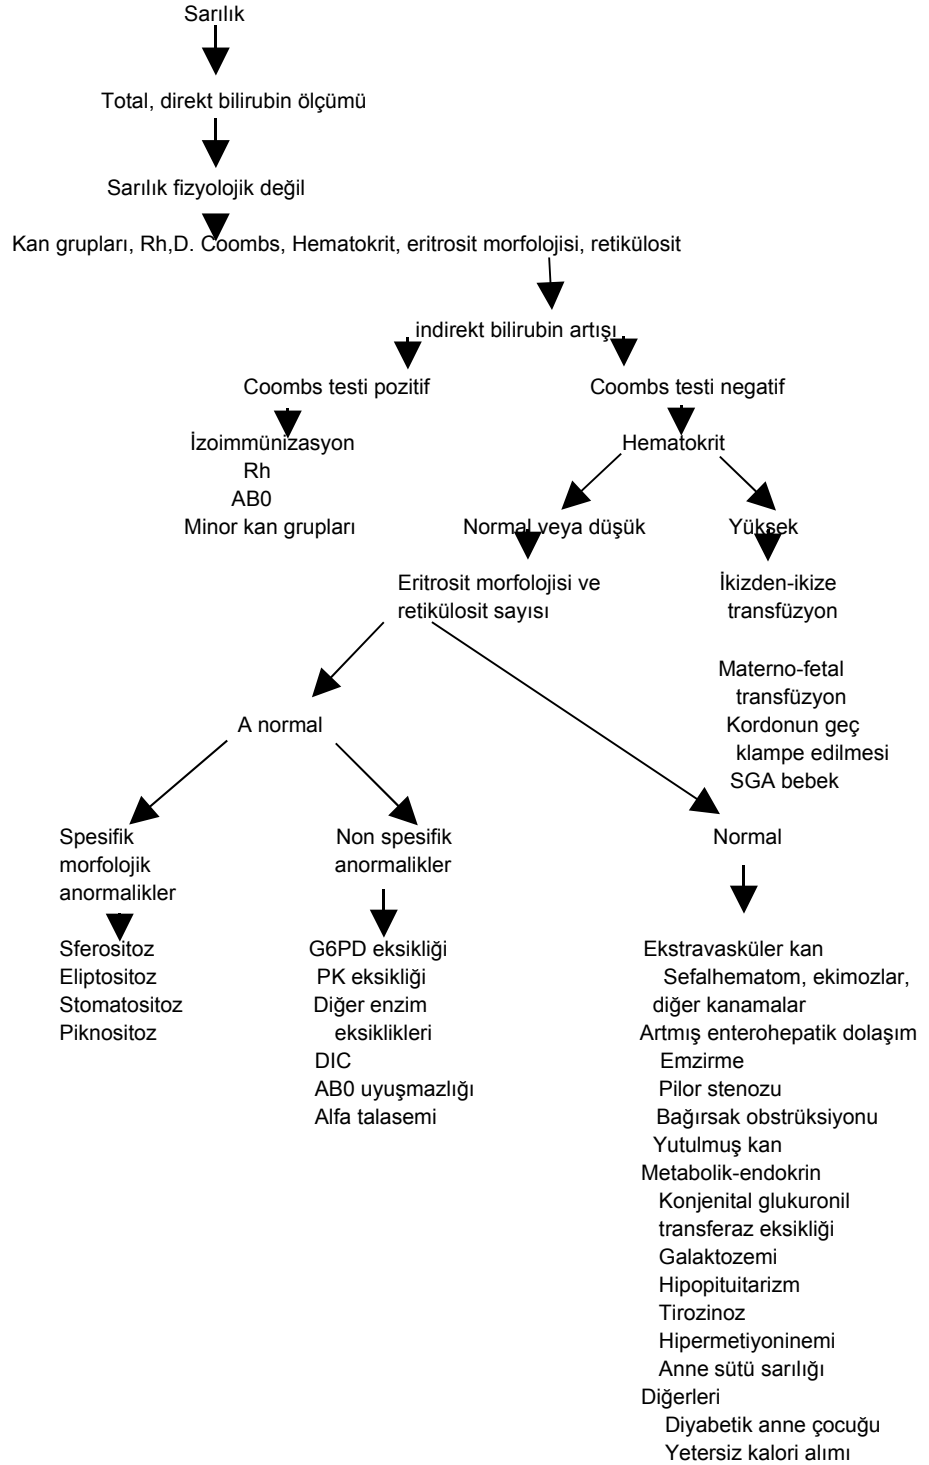 Sarılık
Total, direkt bilirubin ölçümü
Sarılık fizyolojik değil
Kan grupları, Rh,D. Coombs, Hematokrit, eritrosit morfolojisi, retikülosit
indirekt bilirubin artışı
Coombs testi pozitif
Coombs testi negatif
İzoimmünizasyon
Rh
AB0
Minor kan grupları
Hematokrit
Normal veya düşük
Yüksek
Eritrosit morfolojisi ve
retikülosit sayısı
İkizden-ikize
transfüzyon
Materno-fetal
transfüzyon
Kordonun geç
klampe edilmesi
SGA bebek
A normal
Spesifik
morfolojik
anormalikler
Non spesifik
anormalikler
Normal
Sferositoz
Eliptositoz
Stomatositoz
Piknositoz
G6PD eksikliği
PK eksikliği
Diğer enzim
eksiklikleri
DIC
AB0 uyuşmazlığı
Alfa talasemi
Ekstravasküler kan
Sefalhematom, ekimozlar,
diğer kanamalar
Artmış enterohepatik dolaşım
Emzirme
Pilor stenozu
Bağırsak obstrüksiyonu
Yutulmuş kan
Metabolik-endokrin
Konjenital glukuronil
transferaz eksikliği
Galaktozemi
Hipopituitarizm
Tirozinoz
Hipermetiyoninemi
Anne sütü sarılığı
Diğerleri
Diyabetik anne çocuğu
Yetersiz kalori alımı